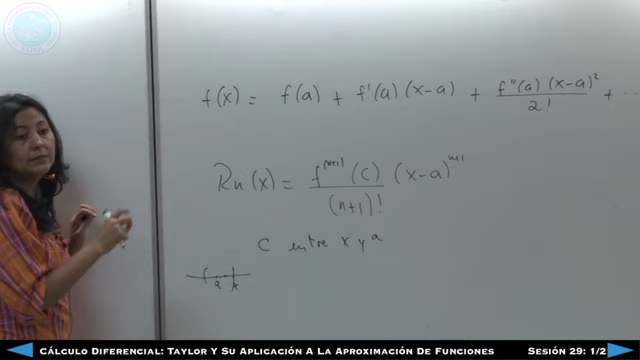 f(x) = f(a) + f'(a) (x-a) + f''(a) (x-a)² / 2! + ...
Rn(x) = f⁽ⁿ⁺¹⁾(c) / (n+1)! (x-a)ⁿ⁺¹
C entre x y a
a x
CÁLCULO DIFERENCIAL: TAYLOR Y SU APLICACIÓN A LA APROXIMACIÓN DE FUNCIONES SESIÓN 29: 1/2